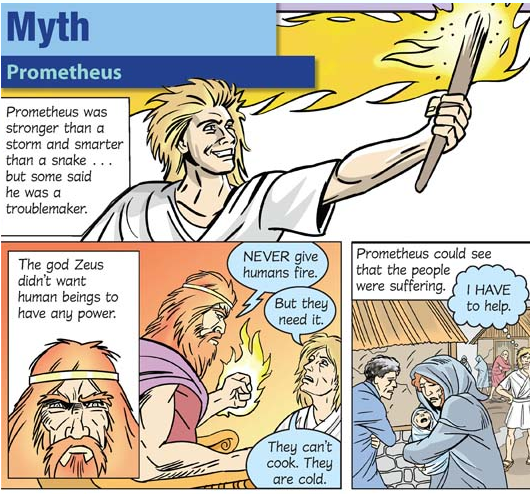 Myth
Prometheus
Prometheus was
stronger than a
storm and smarter
than a snake . . .
but some said
he was a
troublemaker.
The god Zeus
didn't want
human beings to
have any power.
NEVER give
humans fire.
But they
need it.
They can't
cook. They
are cold.
Prometheus could see
that the people
were suffering.
I HAVE
to help.